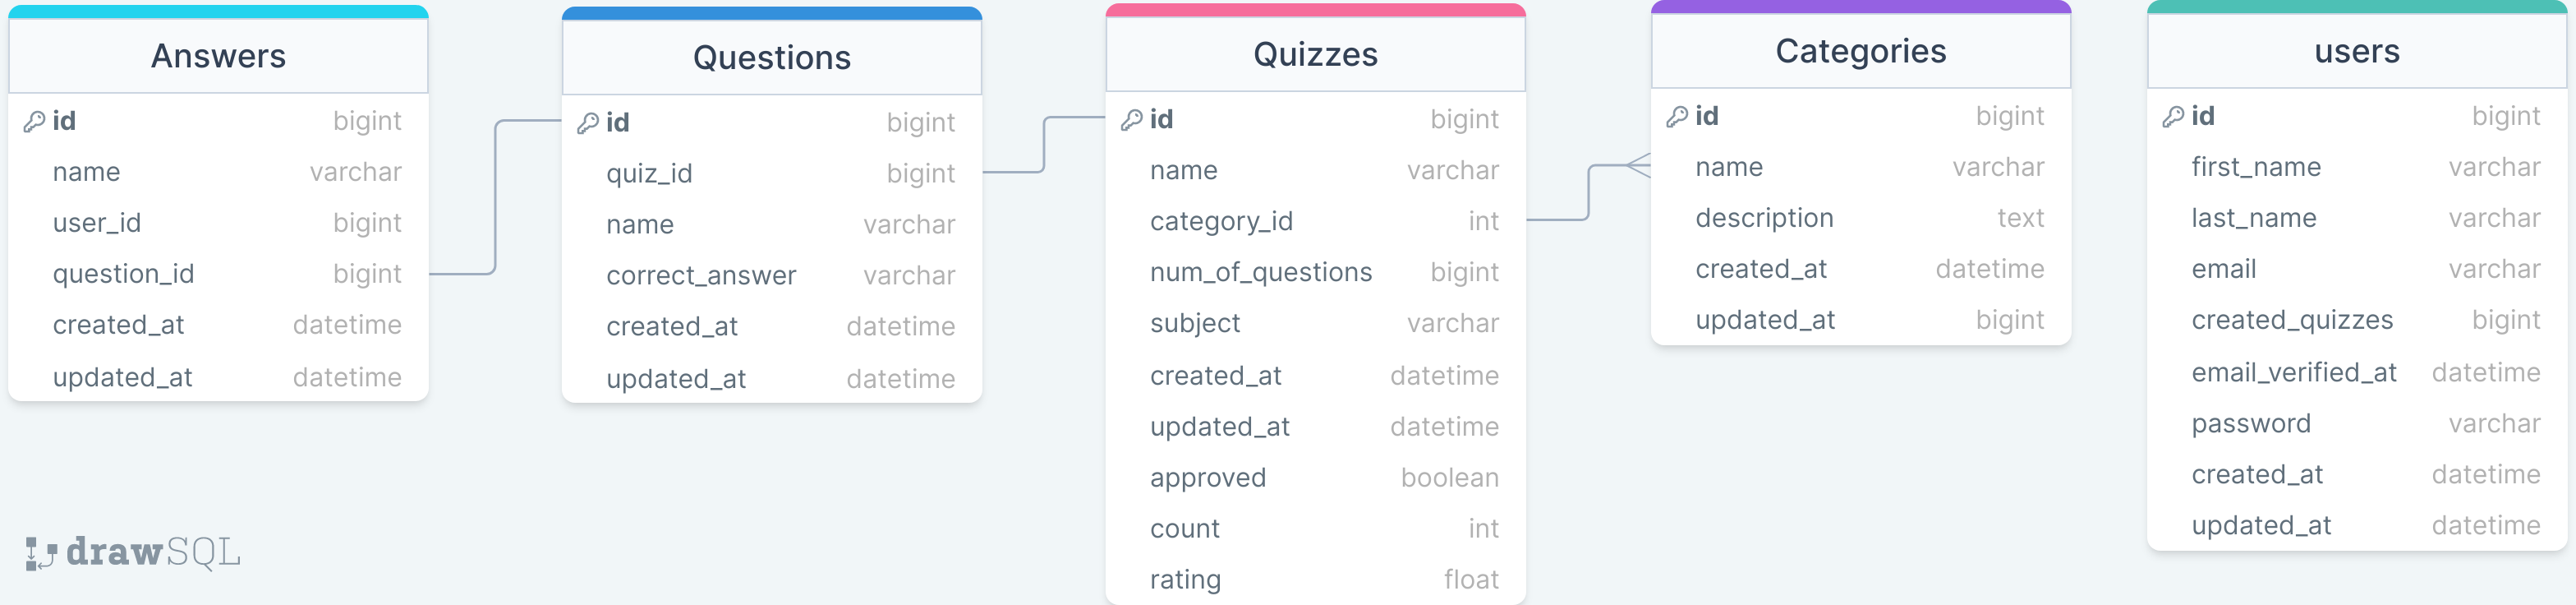 Answers
id bigint
name varchar
user_id bigint
question_id bigint
created_at datetime
updated_at datetime
Questions
id bigint
quiz_id bigint
name varchar
correct_answer varchar
created_at datetime
updated_at datetime
Quizzes
id bigint
name varchar
category_id int
num_of_questions bigint
subject varchar
created_at datetime
updated_at datetime
approved boolean
count int
rating float
Categories
id bigint
name varchar
description text
created_at datetime
updated_at bigint
users
id bigint
first_name varchar
last_name varchar
email varchar
created_quizzes bigint
email_verified_at datetime
password varchar
created_at datetime
updated_at datetime
drawSQL